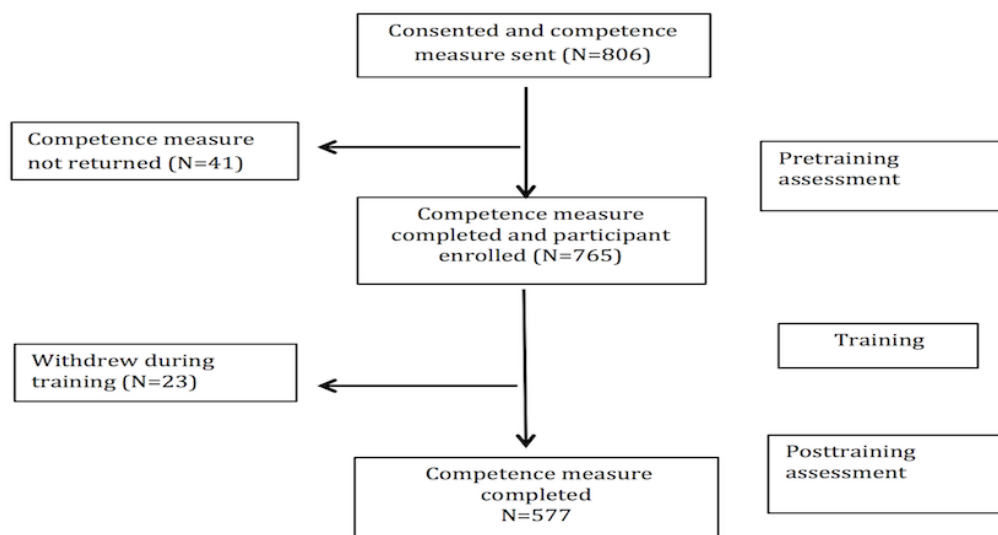 Consented and competence
measure sent (N=806)
Competence measure
not returned (N=41)
Pretraining
assessment
Competence measure
completed and participant
enrolled (N=765)
Withdrew during
training (N=23)
Training
Posttraining
assessment
Competence measure
completed
N=577